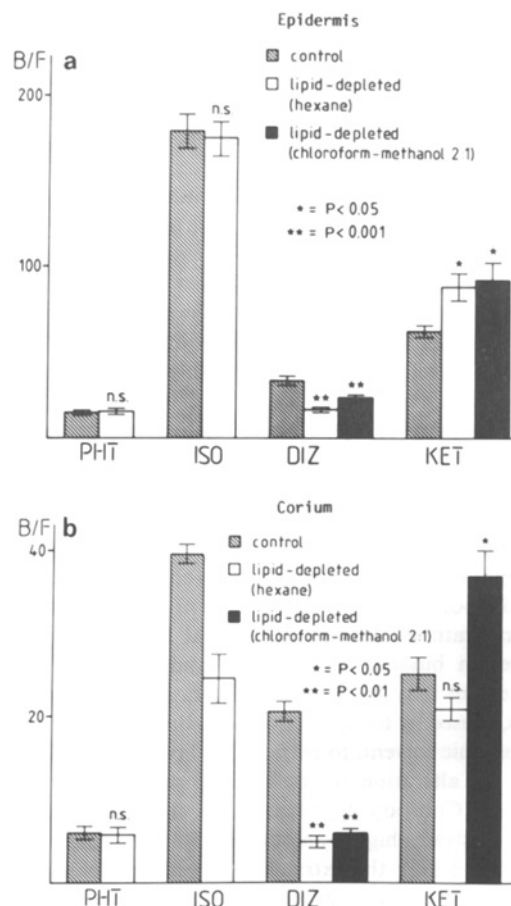 Epidermis
B/F a
control
200
n.s.
lipid-depleted
(hexane)
n.s.
lipid-depleted
(chloroform-methanol 2 1)
* = P< 0.05
** = P< 0.001
100
* *
** **
n.s.
0
PHT ISO DIZ KET
b Corium
B/F
40
control
*
lipid-depleted
(hexane)
lipid-depleted
(chloroform-methanol 2:1)
* = P<0.05
** = P<0.01
n.s.
20
n.s.
** **
0
PHT ISO DIZ KET